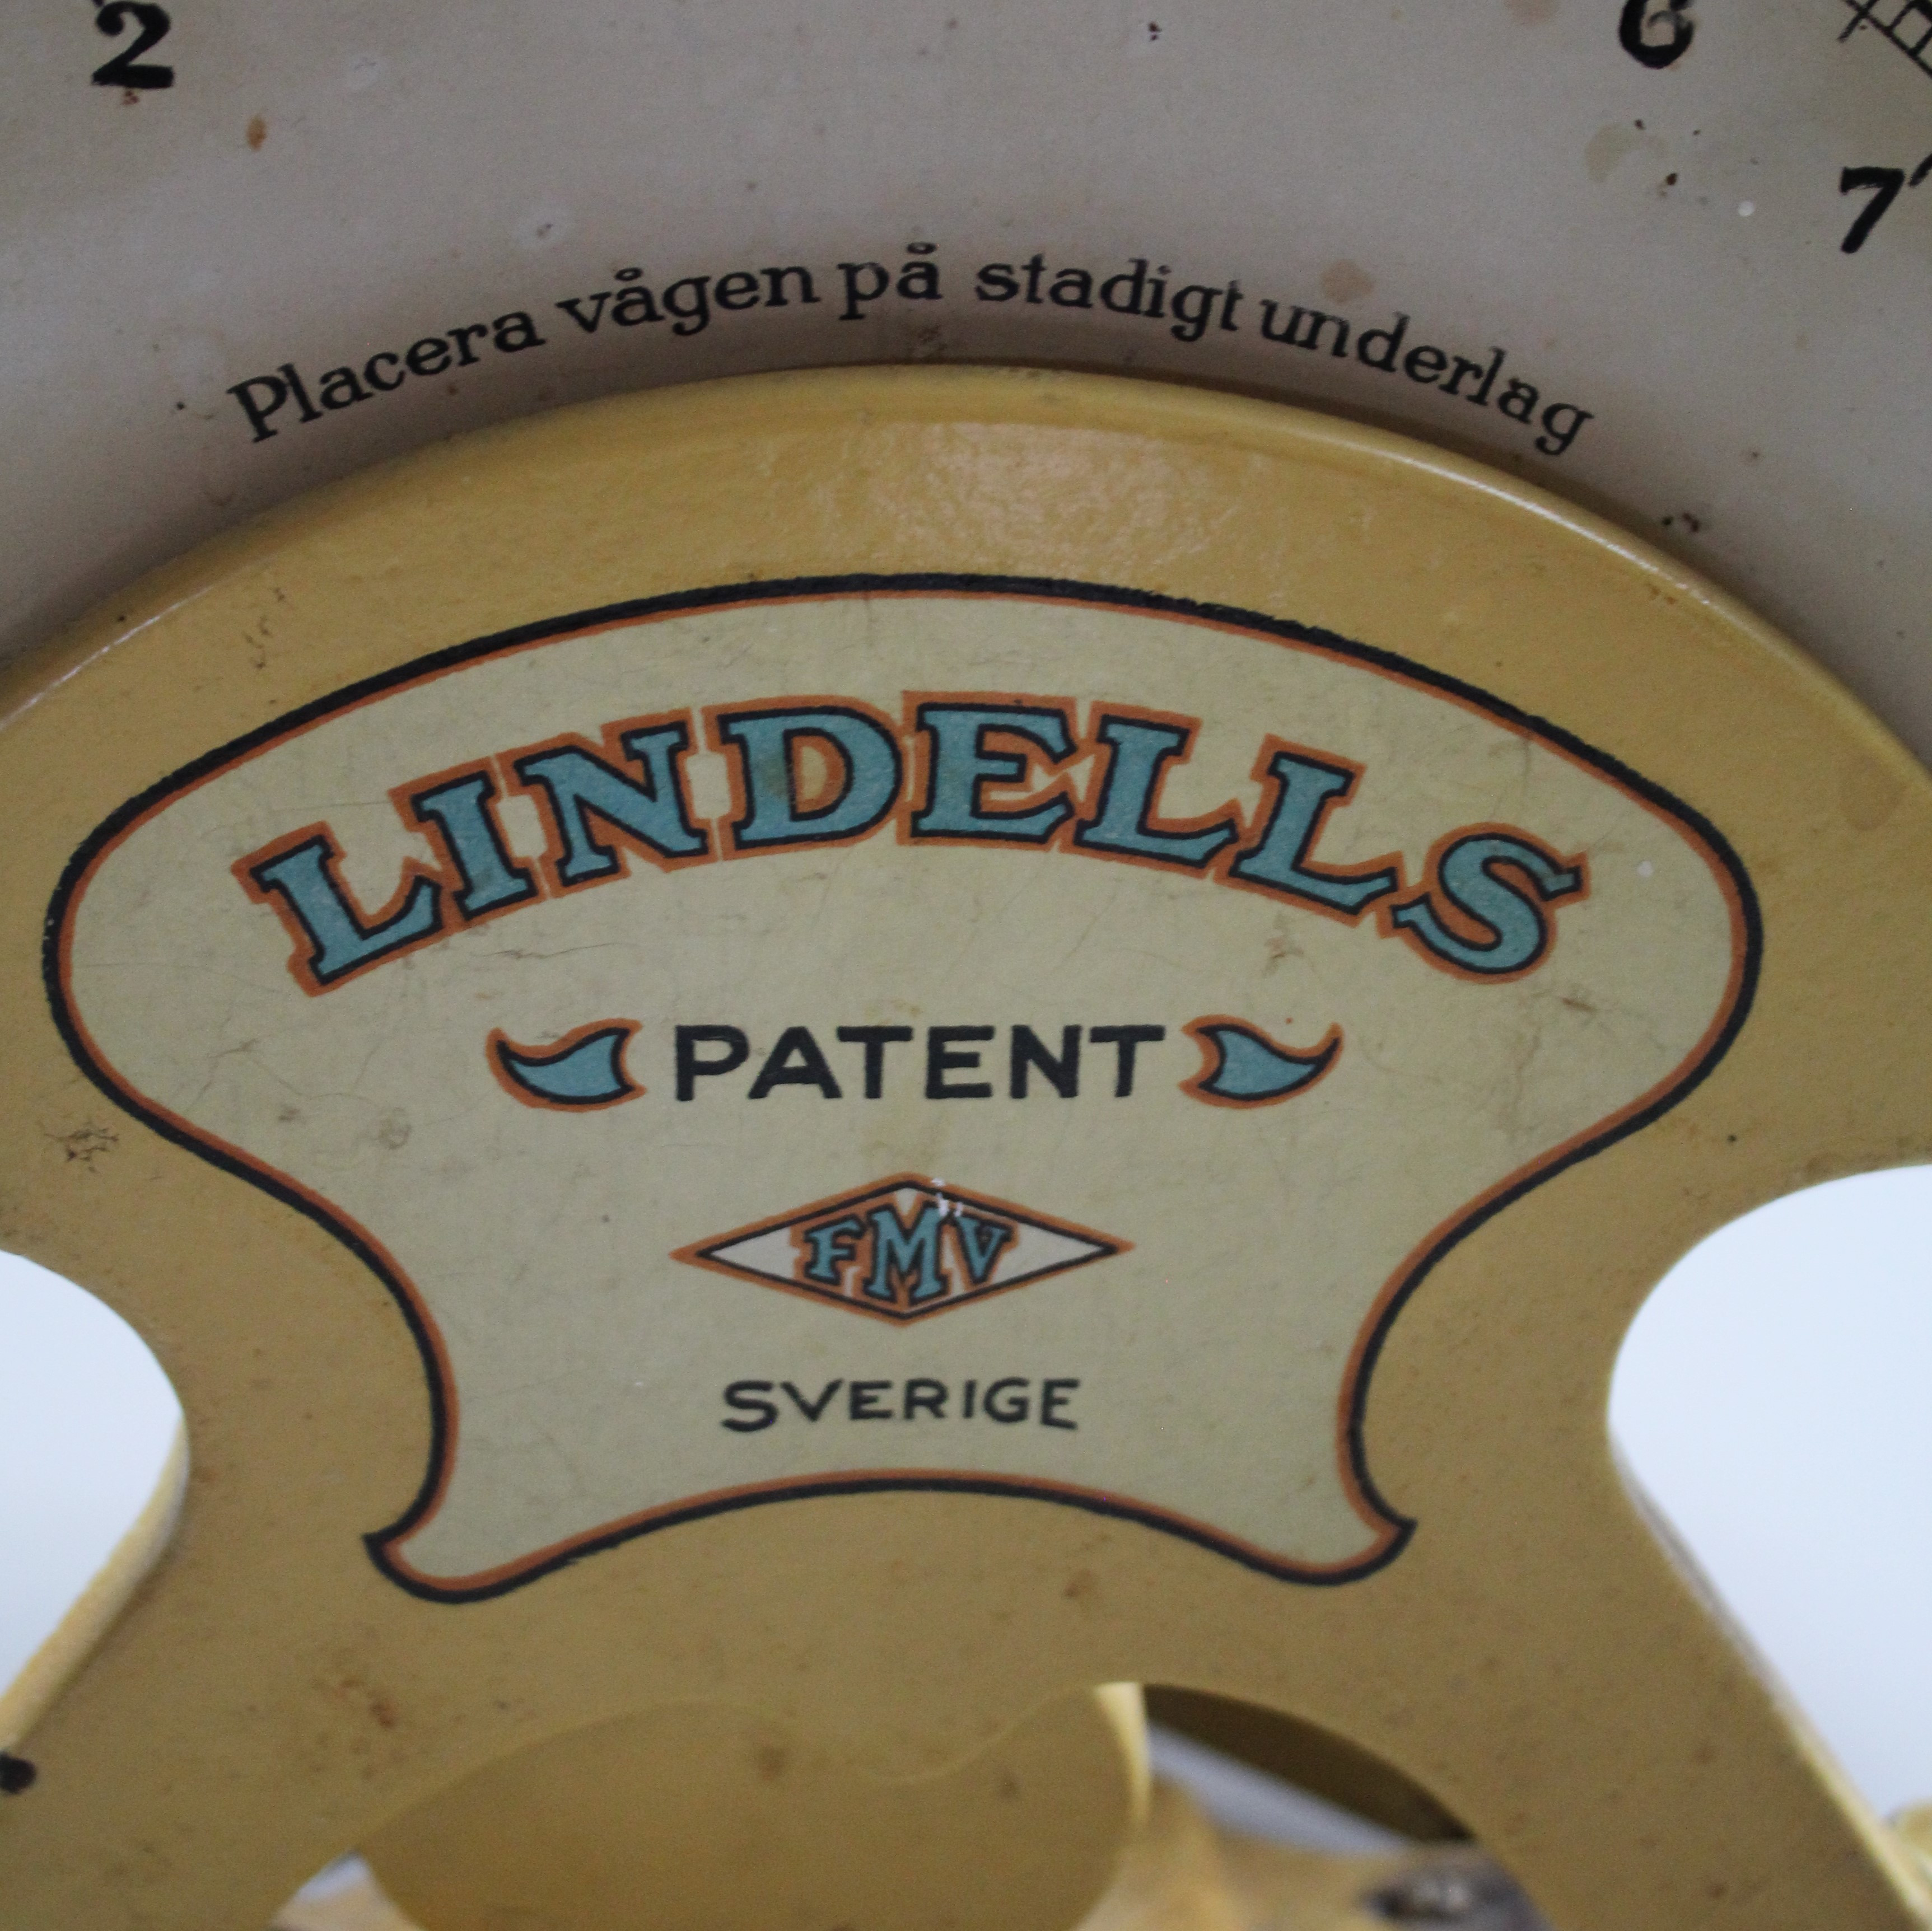 2 6
7
Placera vågen på stadigt underlag
LINDELLS
PATENT
FMV
SVERIGE